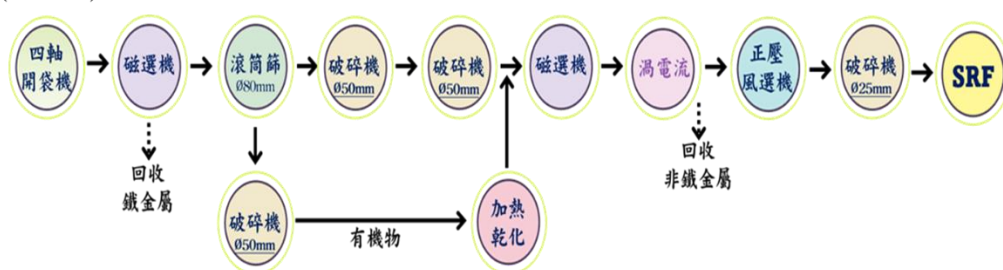 四軸
開袋機
磁選機
滾筒篩
Ø80mm
破碎機
Ø50mm
破碎機
Ø50mm
磁選機
渦電流
正壓
風選機
破碎機
Ø25mm
SRF
回收
鐵金屬
回收
非鐵金屬
破碎機
Ø50mm
有機物
加熱
乾化